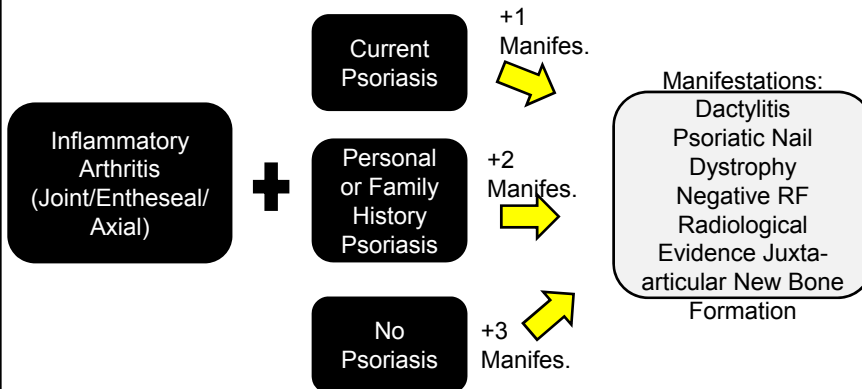 Inflammatory
Arthritis
(Joint/Entheseal/
Axial)
Current
Psoriasis
+1
Manifes.
Personal
or Family
History
Psoriasis
+2
Manifes.
No
Psoriasis
+3
Manifes.
Manifestations:
Dactylitis
Psoriatic Nail
Dystrophy
Negative RF
Radiological
Evidence Juxta-
articular New Bone
Formation